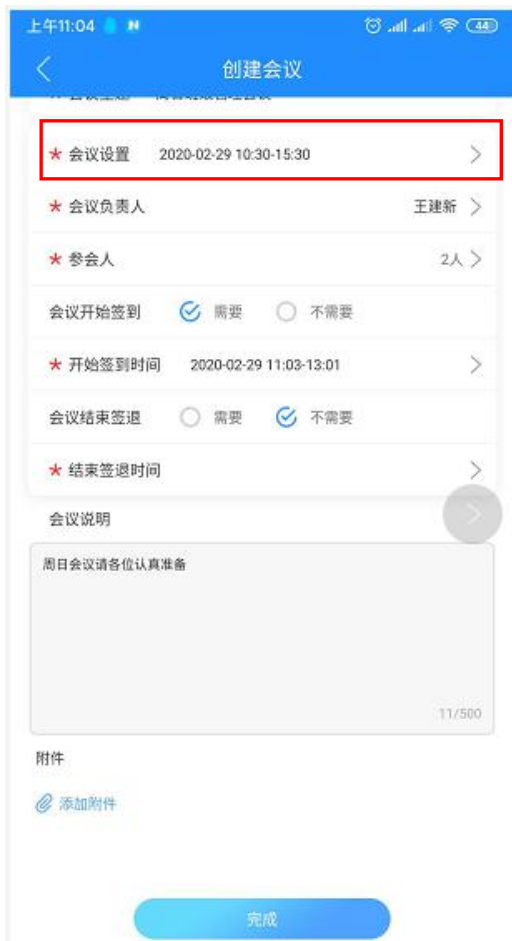 上午11:04
44
创建会议
* 会议设置 2020-02-29 10:30-15:30
* 会议负责人 王建新
* 参会人 2人
会议开始签到 需要 不需要
* 开始签到时间 2020-02-29 11:03-13:01
会议结束签退 需要 不需要
* 结束签退时间
会议说明
周日会议请各位认真准备
11/500
附件
添加附件
完成